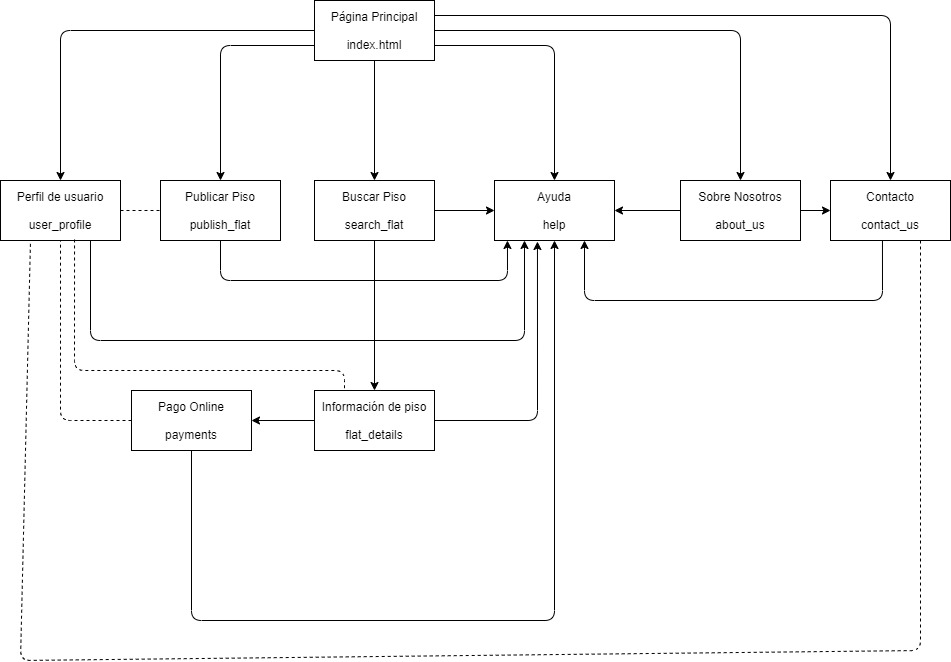 Página Principal
index.html
Perfil de usuario
user_profile
Publicar Piso
publish_flat
Buscar Piso
search_flat
Ayuda
help
Sobre Nosotros
about_us
Contacto
contact_us
Pago Online
payments
Información de piso
flat_details